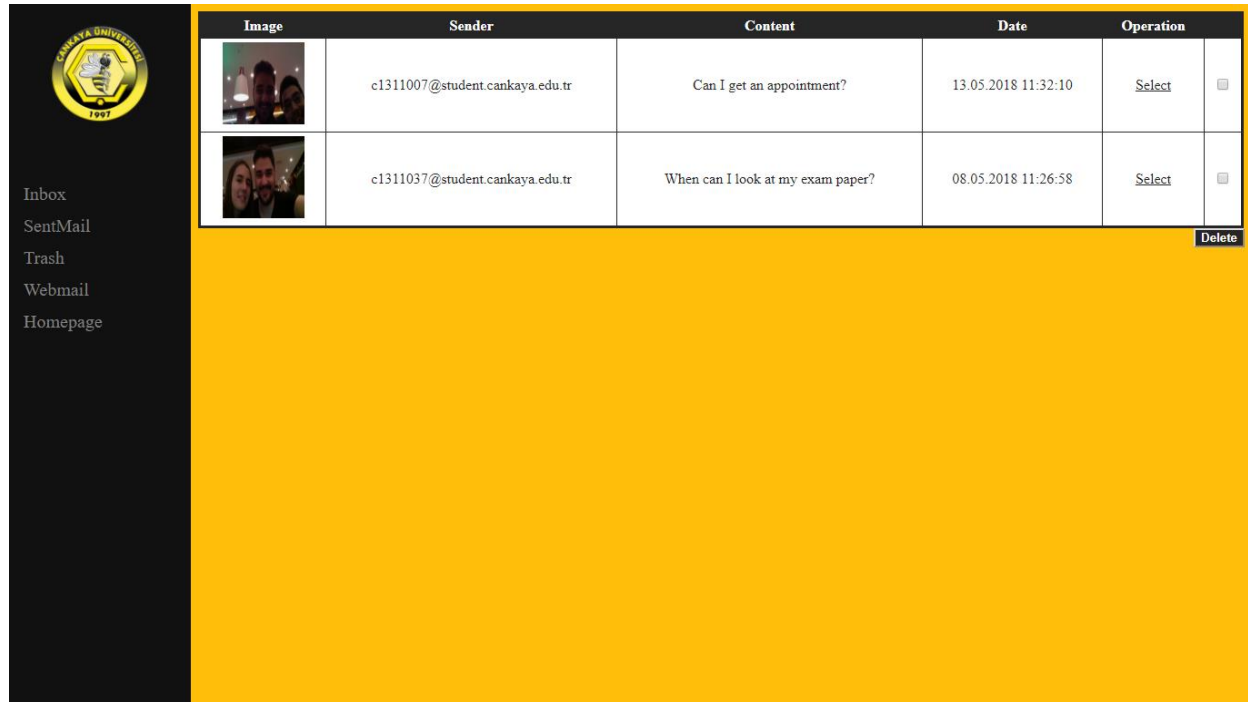 ÇANKAYA ÜNİVERSİTESİ
1997
Inbox
SentMail
Trash
Webmail
Homepage
Image Sender Content Date Operation
c1311007@student.cankaya.edu.tr Can I get an appointment? 13.05.2018 11:32:10 Select
c1311037@student.cankaya.edu.tr When can I look at my exam paper? 08.05.2018 11:26:58 Select
Delete